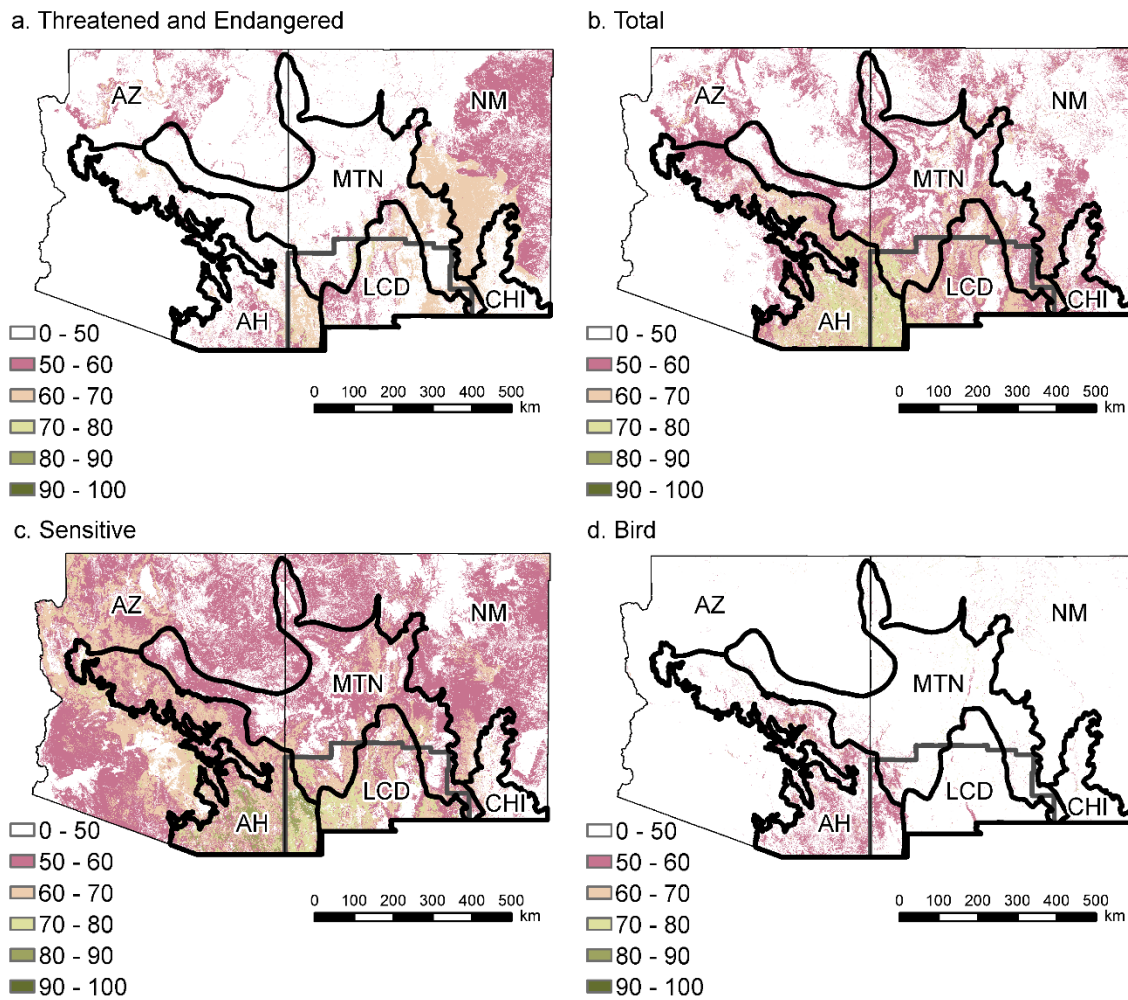 a. Threatened and Endangered
AZ
NM
MTN
LCD
AH
CHI
0 - 50
50 - 60
60 - 70
70 - 80
80 - 90
90 - 100
0 100 200 300 400 500
km
b. Total
AZ
NM
MTN
LCD
AH
CHI
0 - 50
50 - 60
60 - 70
70 - 80
80 - 90
90 - 100
0 100 200 300 400 500
km
c. Sensitive
AZ
NM
MTN
LCD
AH
CHI
0 - 50
50 - 60
60 - 70
70 - 80
80 - 90
90 - 100
0 100 200 300 400 500
km
d. Bird
AZ
NM
MTN
LCD
AH
CHI
0 - 50
50 - 60
60 - 70
70 - 80
80 - 90
90 - 100
0 100 200 300 400 500
km